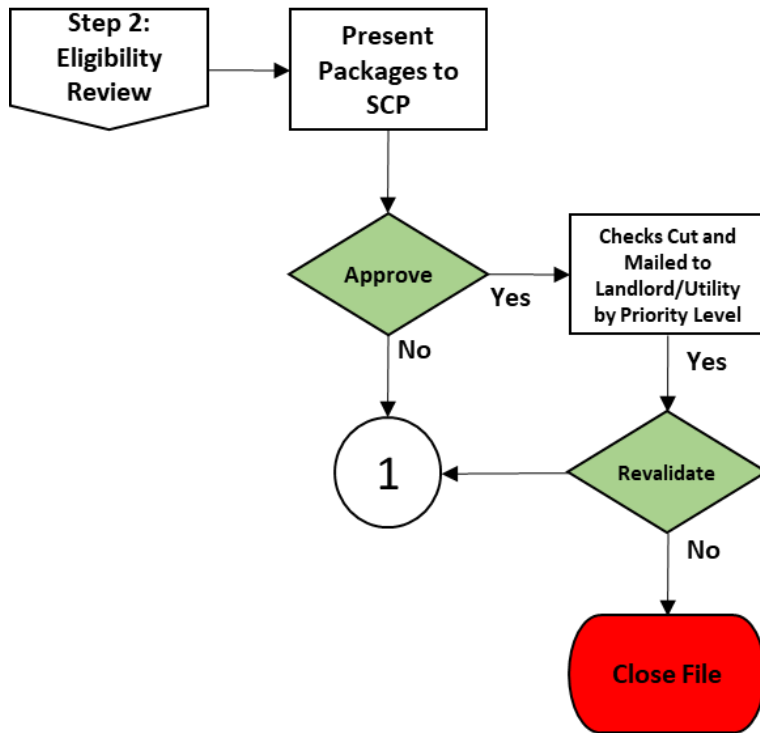 Step 2:
Eligibility
Review
Present
Packages to
SCP
Approve
Yes
Checks Cut and
Mailed to
Landlord/Utility
by Priority Level
No
Yes
1
Revalidate
No
Close File